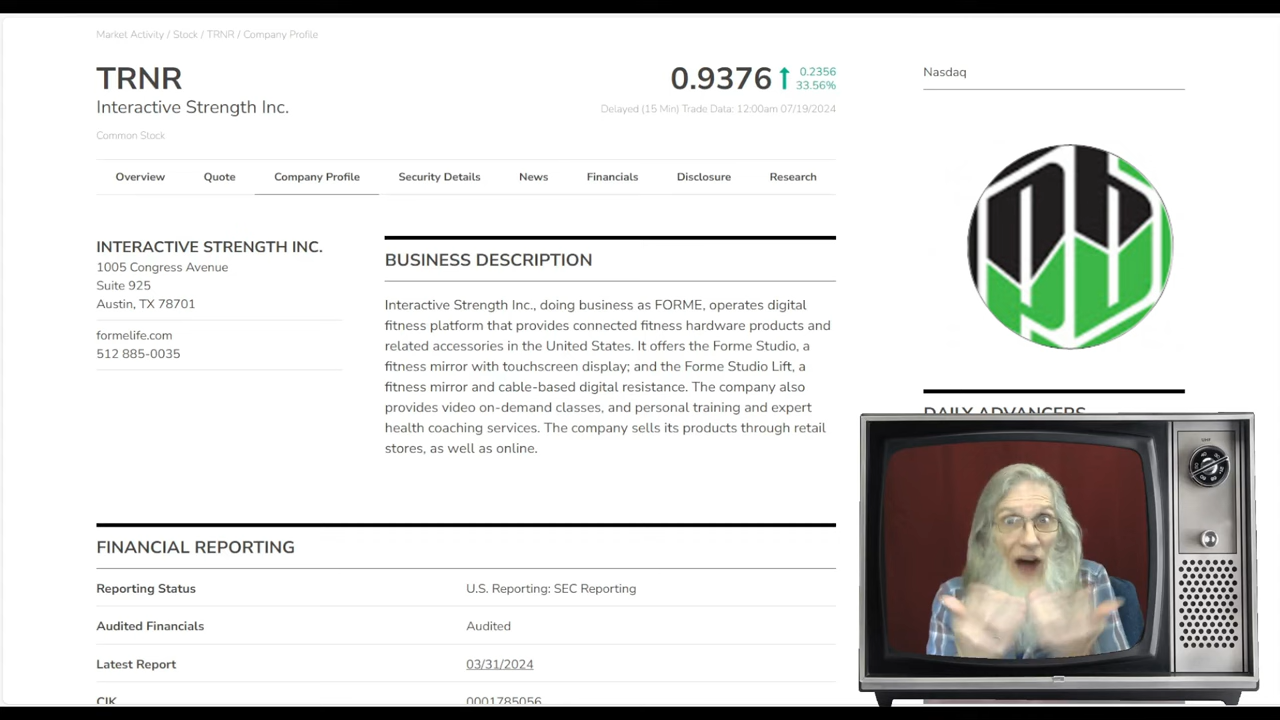 Market Activity / Stock / TRNR / Company Profile
TRNR
Interactive Strength Inc.
Common Stock
0.9376
0.2356
33.56%
Delayed (15 Min) Trade Data: 12:00am 07/19/2024
Nasdaq
Overview Quote Company Profile Security Details News Financials Disclosure Research
INTERACTIVE STRENGTH INC.
1005 Congress Avenue
Suite 925
Austin, TX 78701
formelife.com
512 885-0035
BUSINESS DESCRIPTION
Interactive Strength Inc., doing business as FORME, operates digital
fitness platform that provides connected fitness hardware products and
related accessories in the United States. It offers the Forme Studio, a
fitness mirror with touchscreen display; and the Forme Studio Lift, a
fitness mirror and cable-based digital resistance. The company also
provides video on-demand classes, and personal training and expert
health coaching services. The company sells its products through retail
stores, as well as online.
DAILY ADVANCERS
FINANCIAL REPORTING
Reporting Status U.S. Reporting: SEC Reporting
Audited Financials Audited
Latest Report 03/31/2024
CIK 0001785056